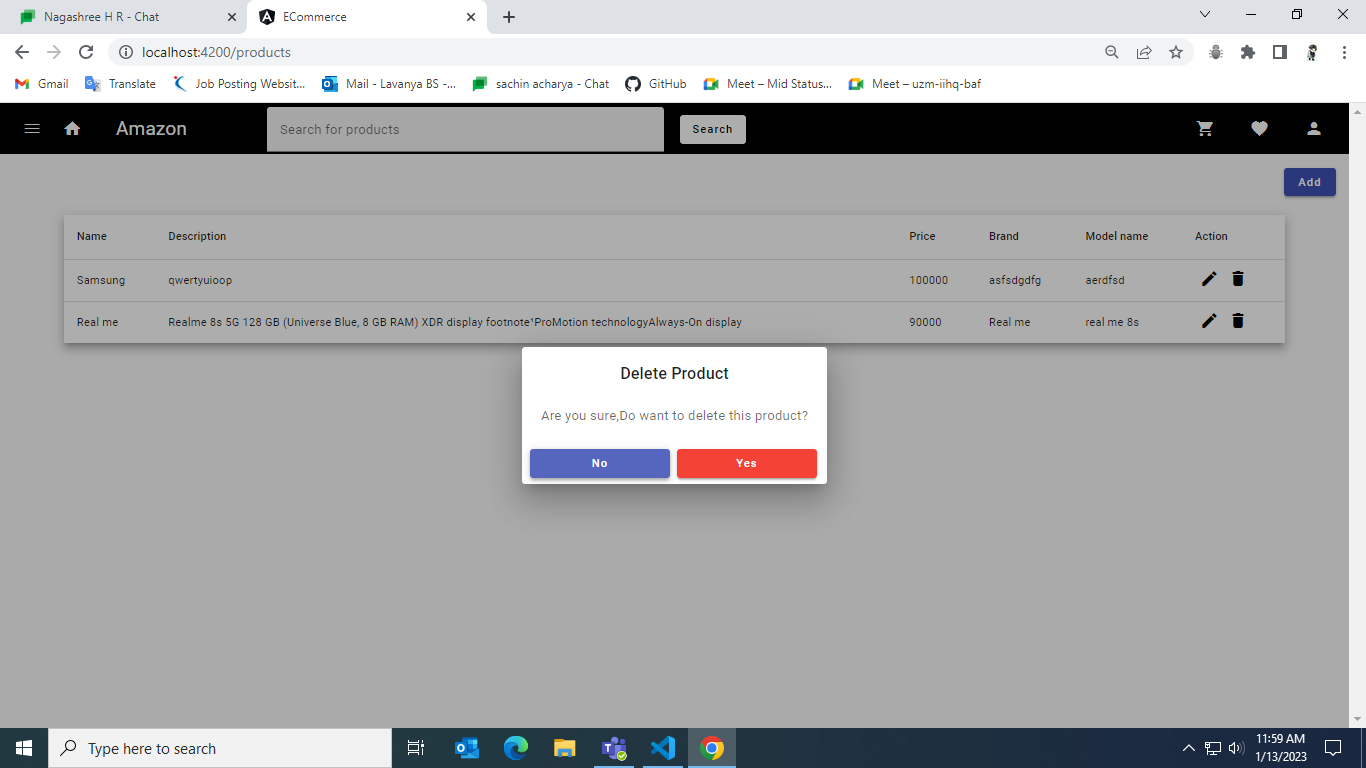 Nagashree H R - Chat
ECommerce
localhost:4200/products
Gmail
Translate
Job Posting Websit...
Mail - Lavanya BS -...
sachin acharya - Chat
GitHub
Meet – Mid Status...
Meet – uzm-iihq-baf
Amazon
Search for products
Search
Add
Name Description Price Brand Model name Action
Samsung qwertyuioop 100000 asfsdgdfg aerdfsd
Real me Realme 8s 5G 128 GB (Universe Blue, 8 GB RAM) XDR display footnote¹ProMotion technologyAlways-On display 90000 Real me real me 8s
Delete Product
Are you sure,Do want to delete this product?
No
Yes
Type here to search
11:59 AM
1/13/2023